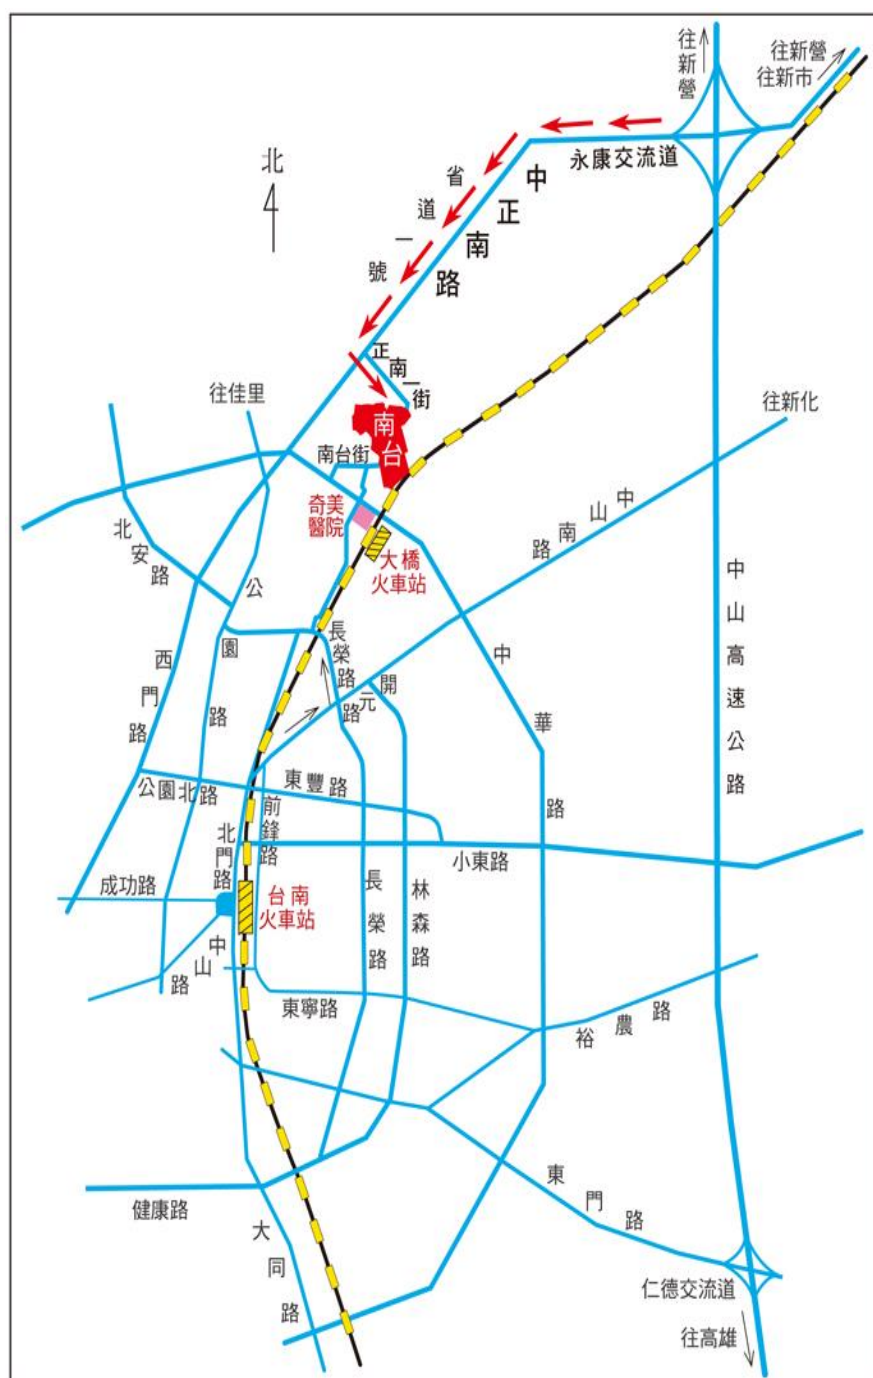 往新營
往新營
往新市
永康交流道
北
省道一號
中正南路
正南一街
往佳里
南台
南台街
往新化
奇美
醫院
大橋
火車站
中山南路
北安路
公園路
長榮路
開元路
西門路
中華路
中山高速公路
公園北路
東豐路
前鋒路
北門路
小東路
成功路
台南
火車站
長榮路
林森路
中山路
東寧路
裕農路
東門路
健康路
大同路
仁德交流道
往高雄